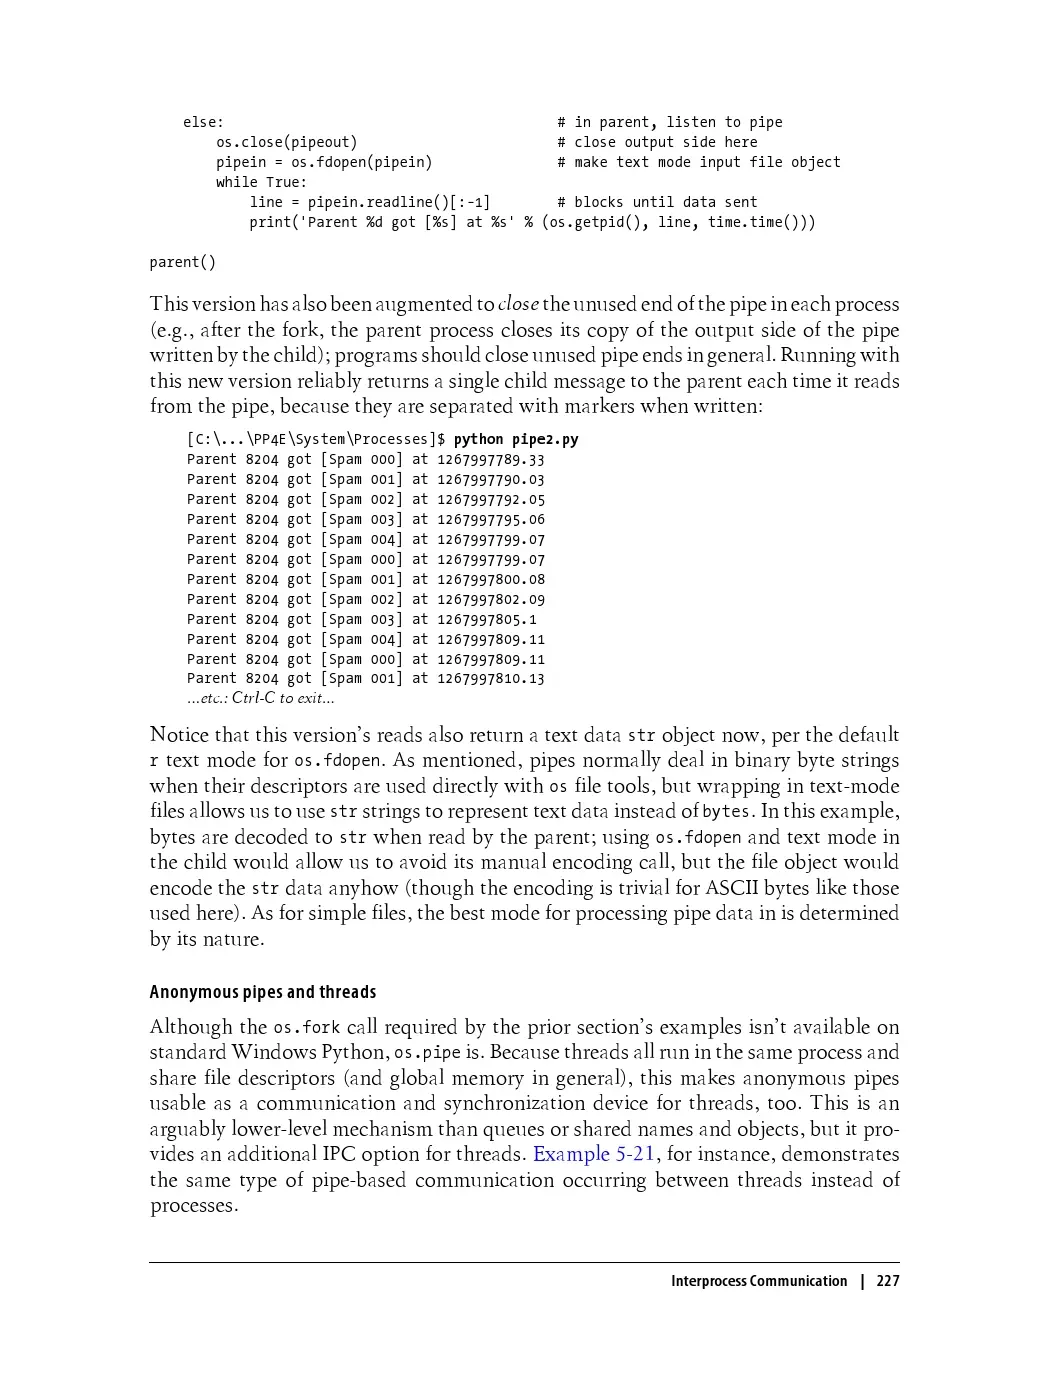 else: # in parent, listen to pipe
os.close(pipeout) # close output side here
pipein = os.fdopen(pipein) # make text mode input file object
while True:
line = pipein.readline()[:-1] # blocks until data sent
print('Parent %d got [%s] at %s' % (os.getpid(), line, time.time()))
parent()
This version has also been augmented to close the unused end of the pipe in each process
(e.g., after the fork, the parent process closes its copy of the output side of the pipe
written by the child); programs should close unused pipe ends in general. Running with
this new version reliably returns a single child message to the parent each time it reads
from the pipe, because they are separated with markers when written:
[C:\...\PP4E\System\Processes]$ python pipe2.py
Parent 8204 got [Spam 000] at 1267997789.33
Parent 8204 got [Spam 001] at 1267997790.03
Parent 8204 got [Spam 002] at 1267997792.05
Parent 8204 got [Spam 003] at 1267997795.06
Parent 8204 got [Spam 004] at 1267997799.07
Parent 8204 got [Spam 000] at 1267997799.07
Parent 8204 got [Spam 001] at 1267997800.08
Parent 8204 got [Spam 002] at 1267997802.09
Parent 8204 got [Spam 003] at 1267997805.1
Parent 8204 got [Spam 004] at 1267997809.11
Parent 8204 got [Spam 000] at 1267997809.11
Parent 8204 got [Spam 001] at 1267997810.13
...etc.: Ctrl-C to exit...
Notice that this version’s reads also return a text data str object now, per the default
r text mode for os.fdopen. As mentioned, pipes normally deal in binary byte strings
when their descriptors are used directly with os file tools, but wrapping in text-mode
files allows us to use str strings to represent text data instead of bytes. In this example,
bytes are decoded to str when read by the parent; using os.fdopen and text mode in
the child would allow us to avoid its manual encoding call, but the file object would
encode the str data anyhow (though the encoding is trivial for ASCII bytes like those
used here). As for simple files, the best mode for processing pipe data in is determined
by its nature.
Anonymous pipes and threads
Although the os.fork call required by the prior section’s examples isn’t available on
standard Windows Python, os.pipe is. Because threads all run in the same process and
share file descriptors (and global memory in general), this makes anonymous pipes
usable as a communication and synchronization device for threads, too. This is an
arguably lower-level mechanism than queues or shared names and objects, but it pro-
vides an additional IPC option for threads. Example 5-21, for instance, demonstrates
the same type of pipe-based communication occurring between threads instead of
processes.
Interprocess Communication | 227